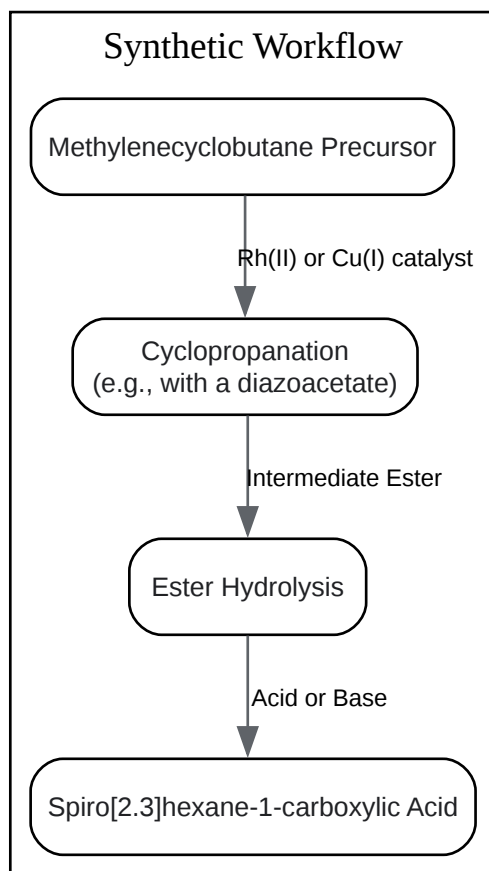 Synthetic Workflow
Methylenecyclobutane Precursor
Rh(II) or Cu(I) catalyst
Cyclopropanation
(e.g., with a diazoacetate)
Intermediate Ester
Ester Hydrolysis
Acid or Base
Spiro[2.3]hexane-1-carboxylic Acid